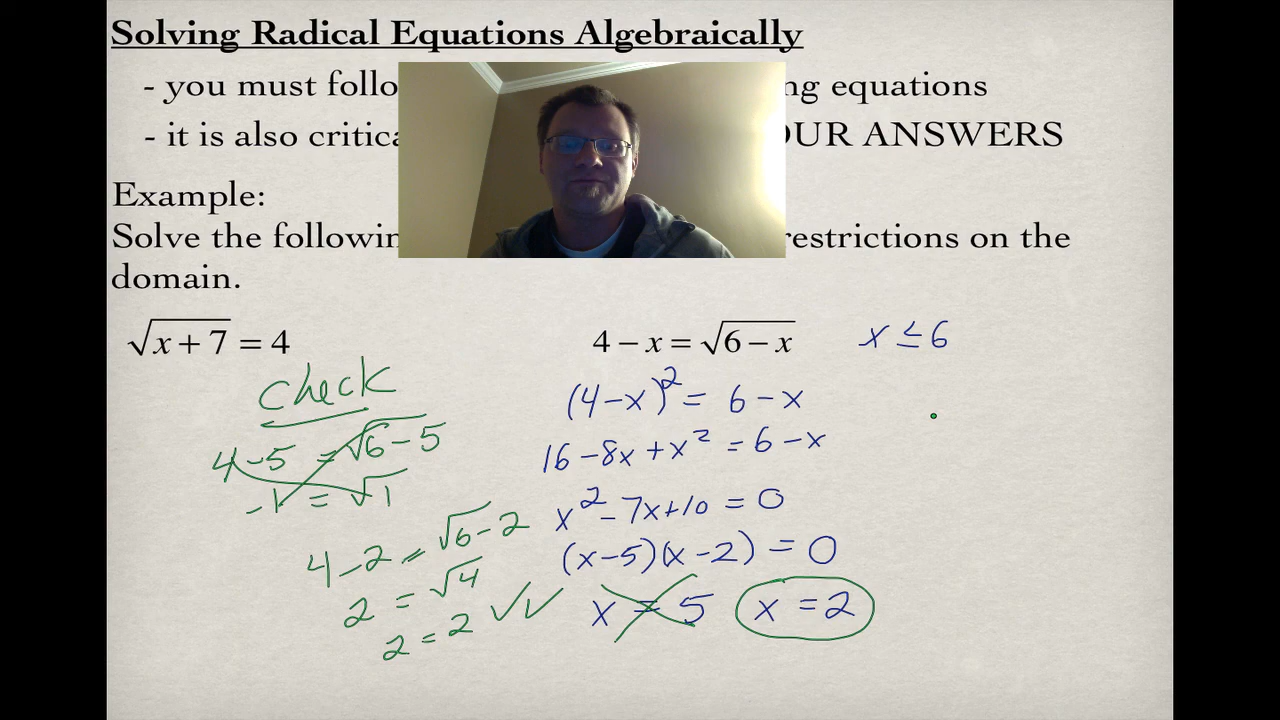 Solving Radical Equations Algebraically
- you must follo ng equations
- it is also critica OUR ANSWERS
Example:
Solve the followin restrictions on the
domain.
√x + 7 = 4
4 − x = √6 − x
x ≤ 6
check
4 - 5 = √6 - 5
-1 = √1
4 - 2 = √6 - 2
2 = √4
2 = 2 ✓✓
(4 - x)² = 6 - x
16 - 8x + x² = 6 - x
x² - 7x + 10 = 0
(x - 5)(x - 2) = 0
x = 5 x = 2